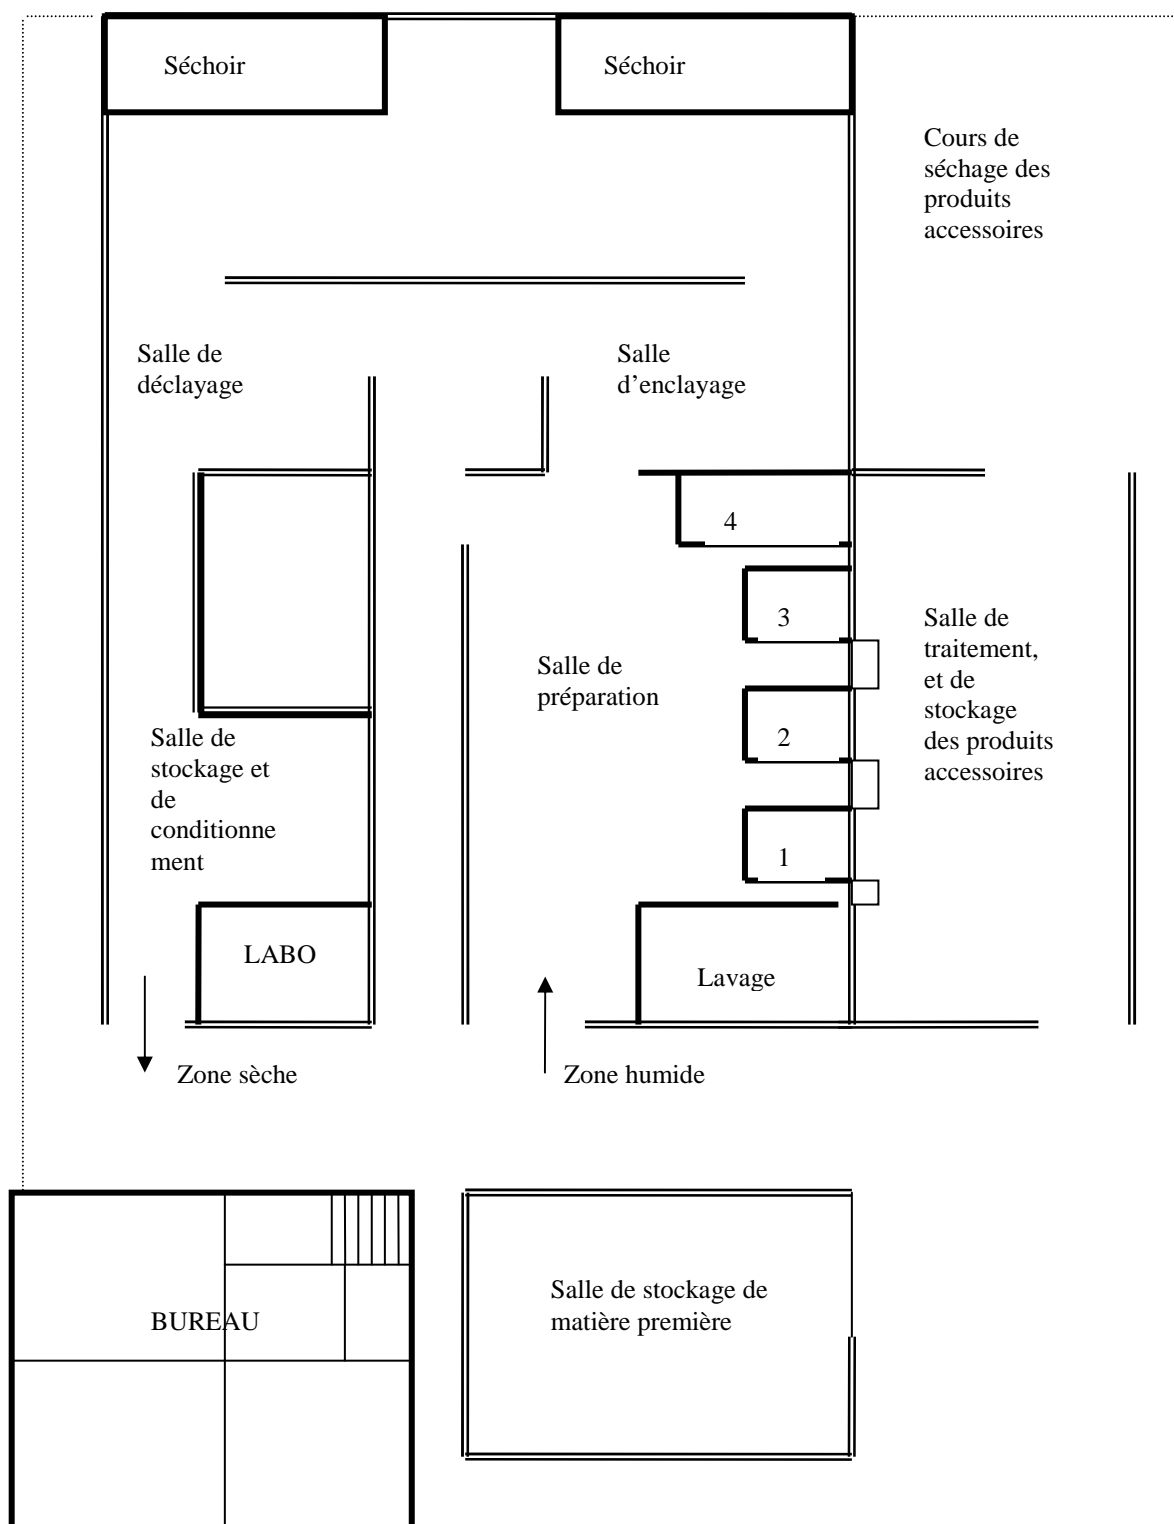 Séchoir
Séchoir
Cours de
séchage des
produits
accessoires
Salle de
déclayage
Salle
d’enclayage
4
3
Salle de
préparation
Salle de
traitement,
et de
stockage
des produits
accessoires
2
Salle de
stockage et
de
conditionne
ment
1
LABO
Lavage
Zone sèche
Zone humide
BUREAU
Salle de stockage de
matière première